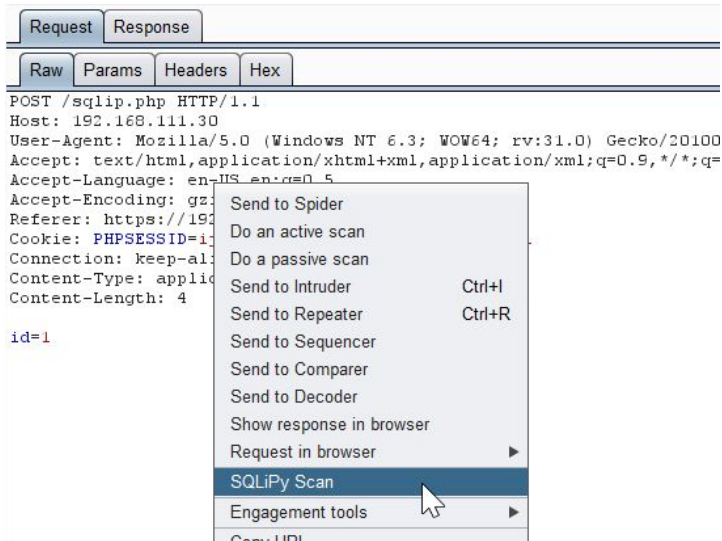 Request Response
Raw Params Headers Hex
POST /sqlip.php HTTP/1.1
Host: 192.168.111.30
User-Agent: Mozilla/5.0 (Windows NT 6.3; WOW64; rv:31.0) Gecko/20100
Accept: text/html,application/xhtml+xml,application/xml;q=0.9,*/*;q=
Accept-Language: en-US,en;q=0.5
Accept-Encoding: gz
Referer: https://192
Cookie: PHPSESSID=i
Connection: keep-al
Content-Type: applic
Content-Length: 4
id=1
Send to Spider
Do an active scan
Do a passive scan
Send to Intruder Ctrl+I
Send to Repeater Ctrl+R
Send to Sequencer
Send to Comparer
Send to Decoder
Show response in browser
Request in browser
SQLiPy Scan
Engagement tools
Copy URL